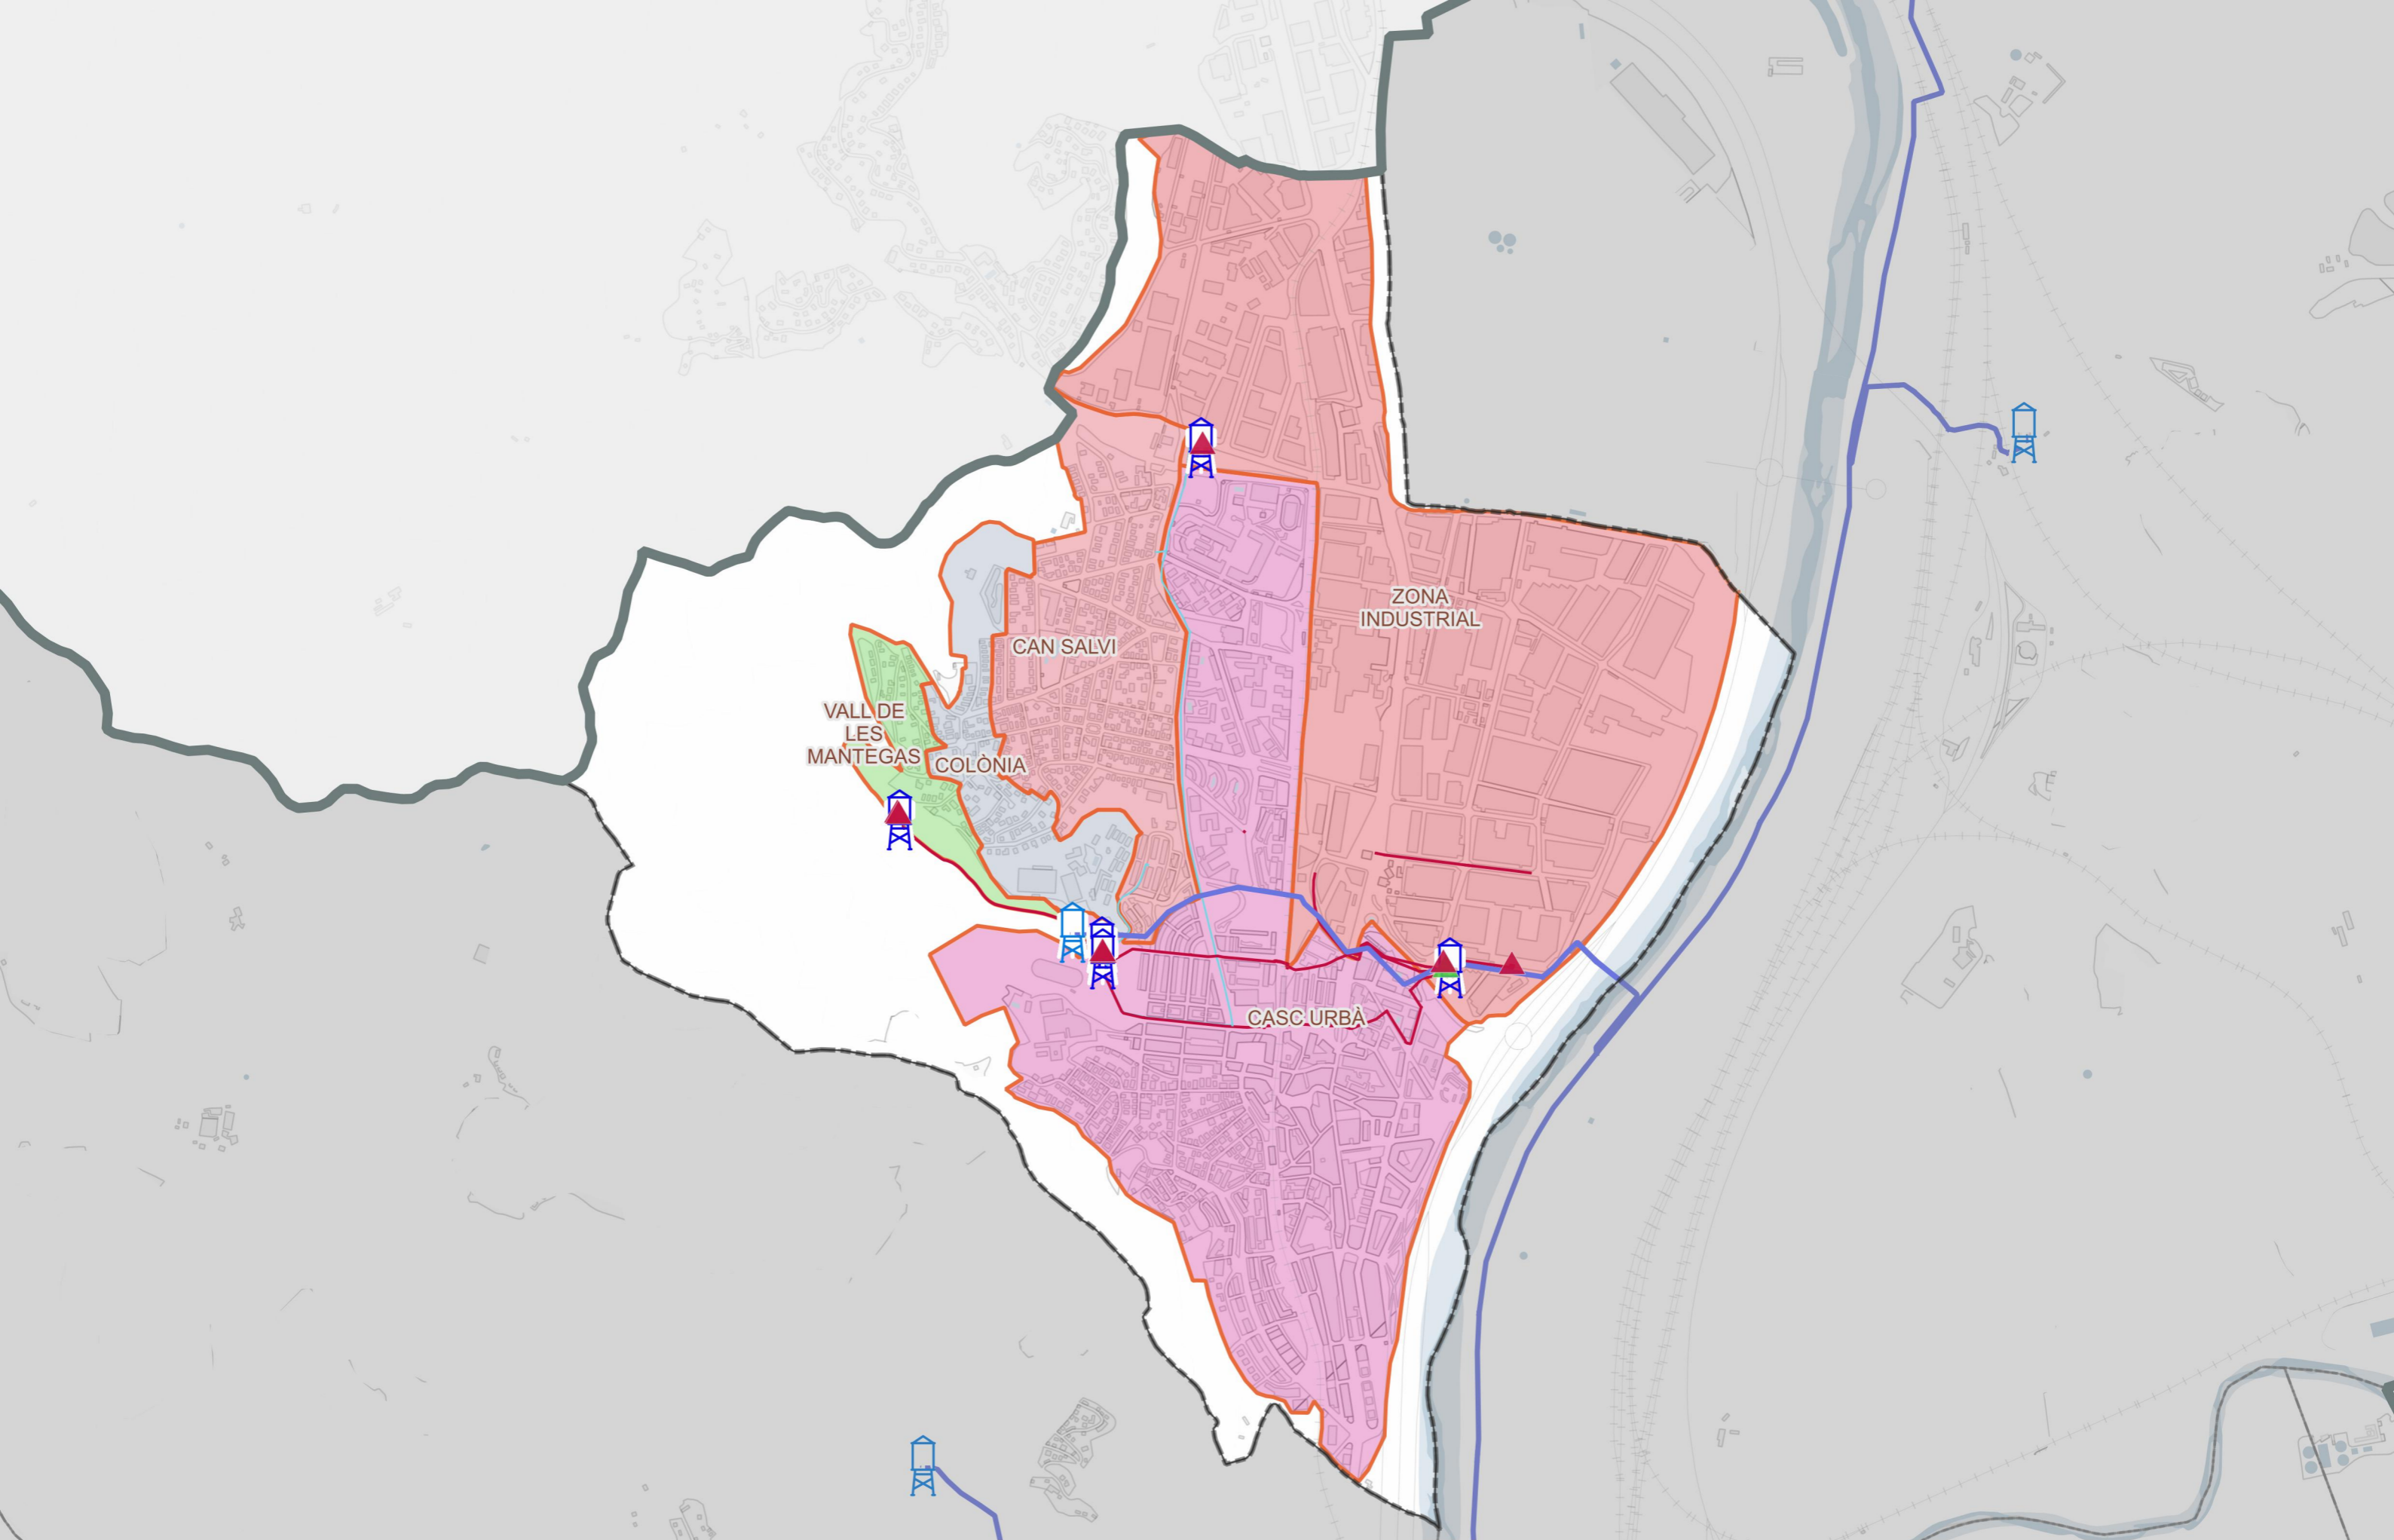 ZONA
INDUSTRIAL
CAN SALVI
VALL DE
LES
MANTEGAS
COLÒNIA
CASC URBÀ